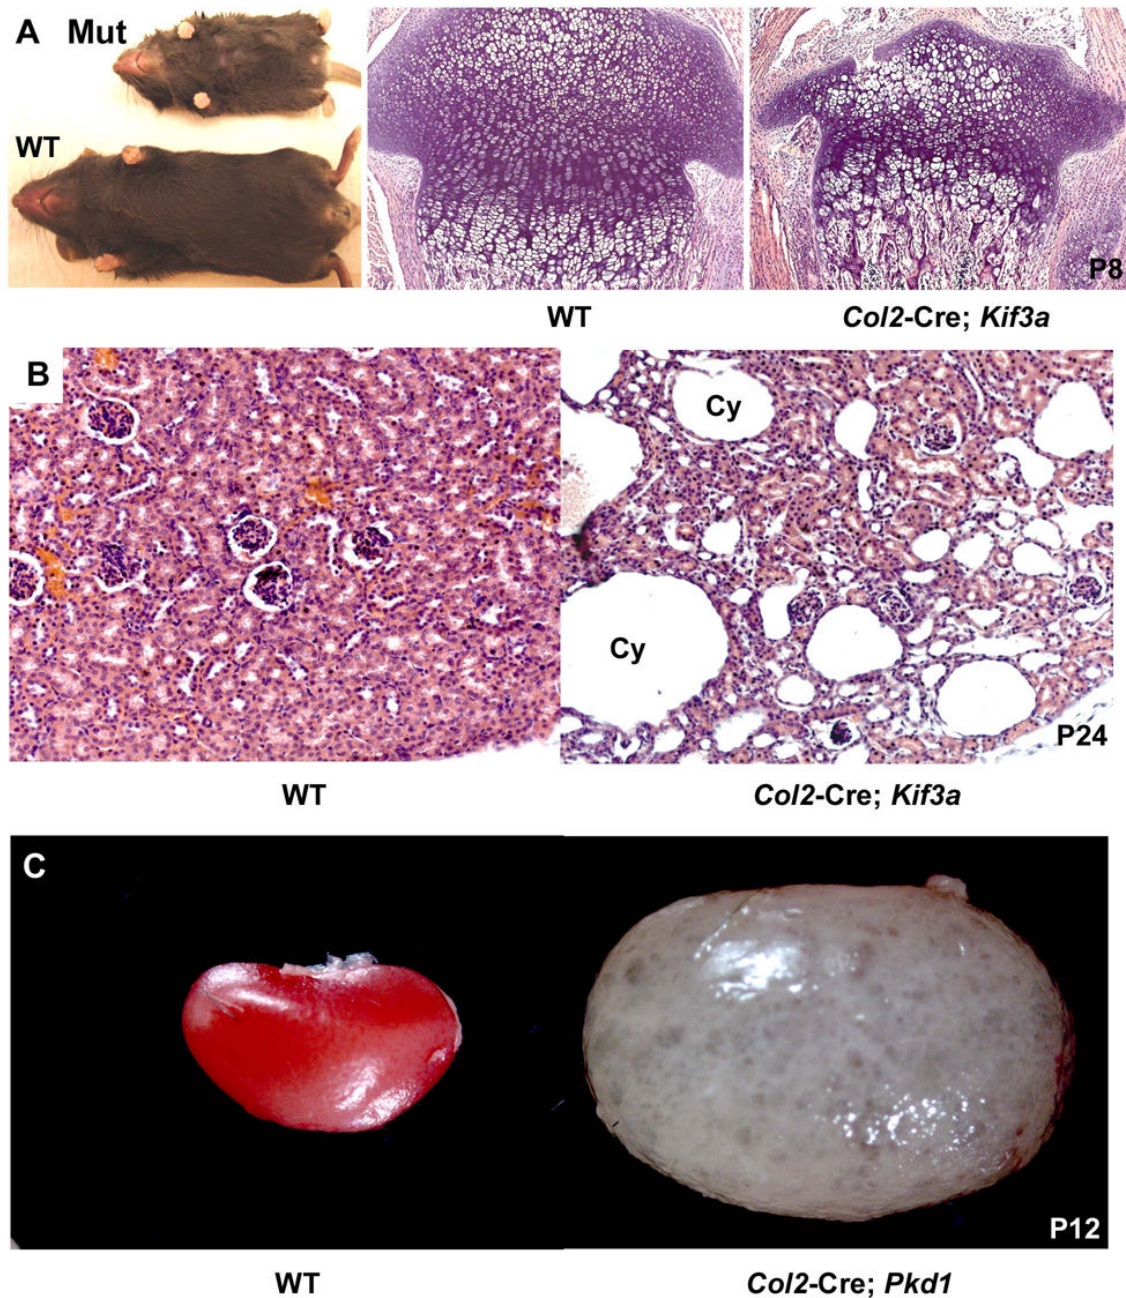 A Mut
WT
P8
WT Col2-Cre; Kif3a
B
Cy
Cy
P24
WT Col2-Cre; Kif3a
C
P12
WT Col2-Cre; Pkd1